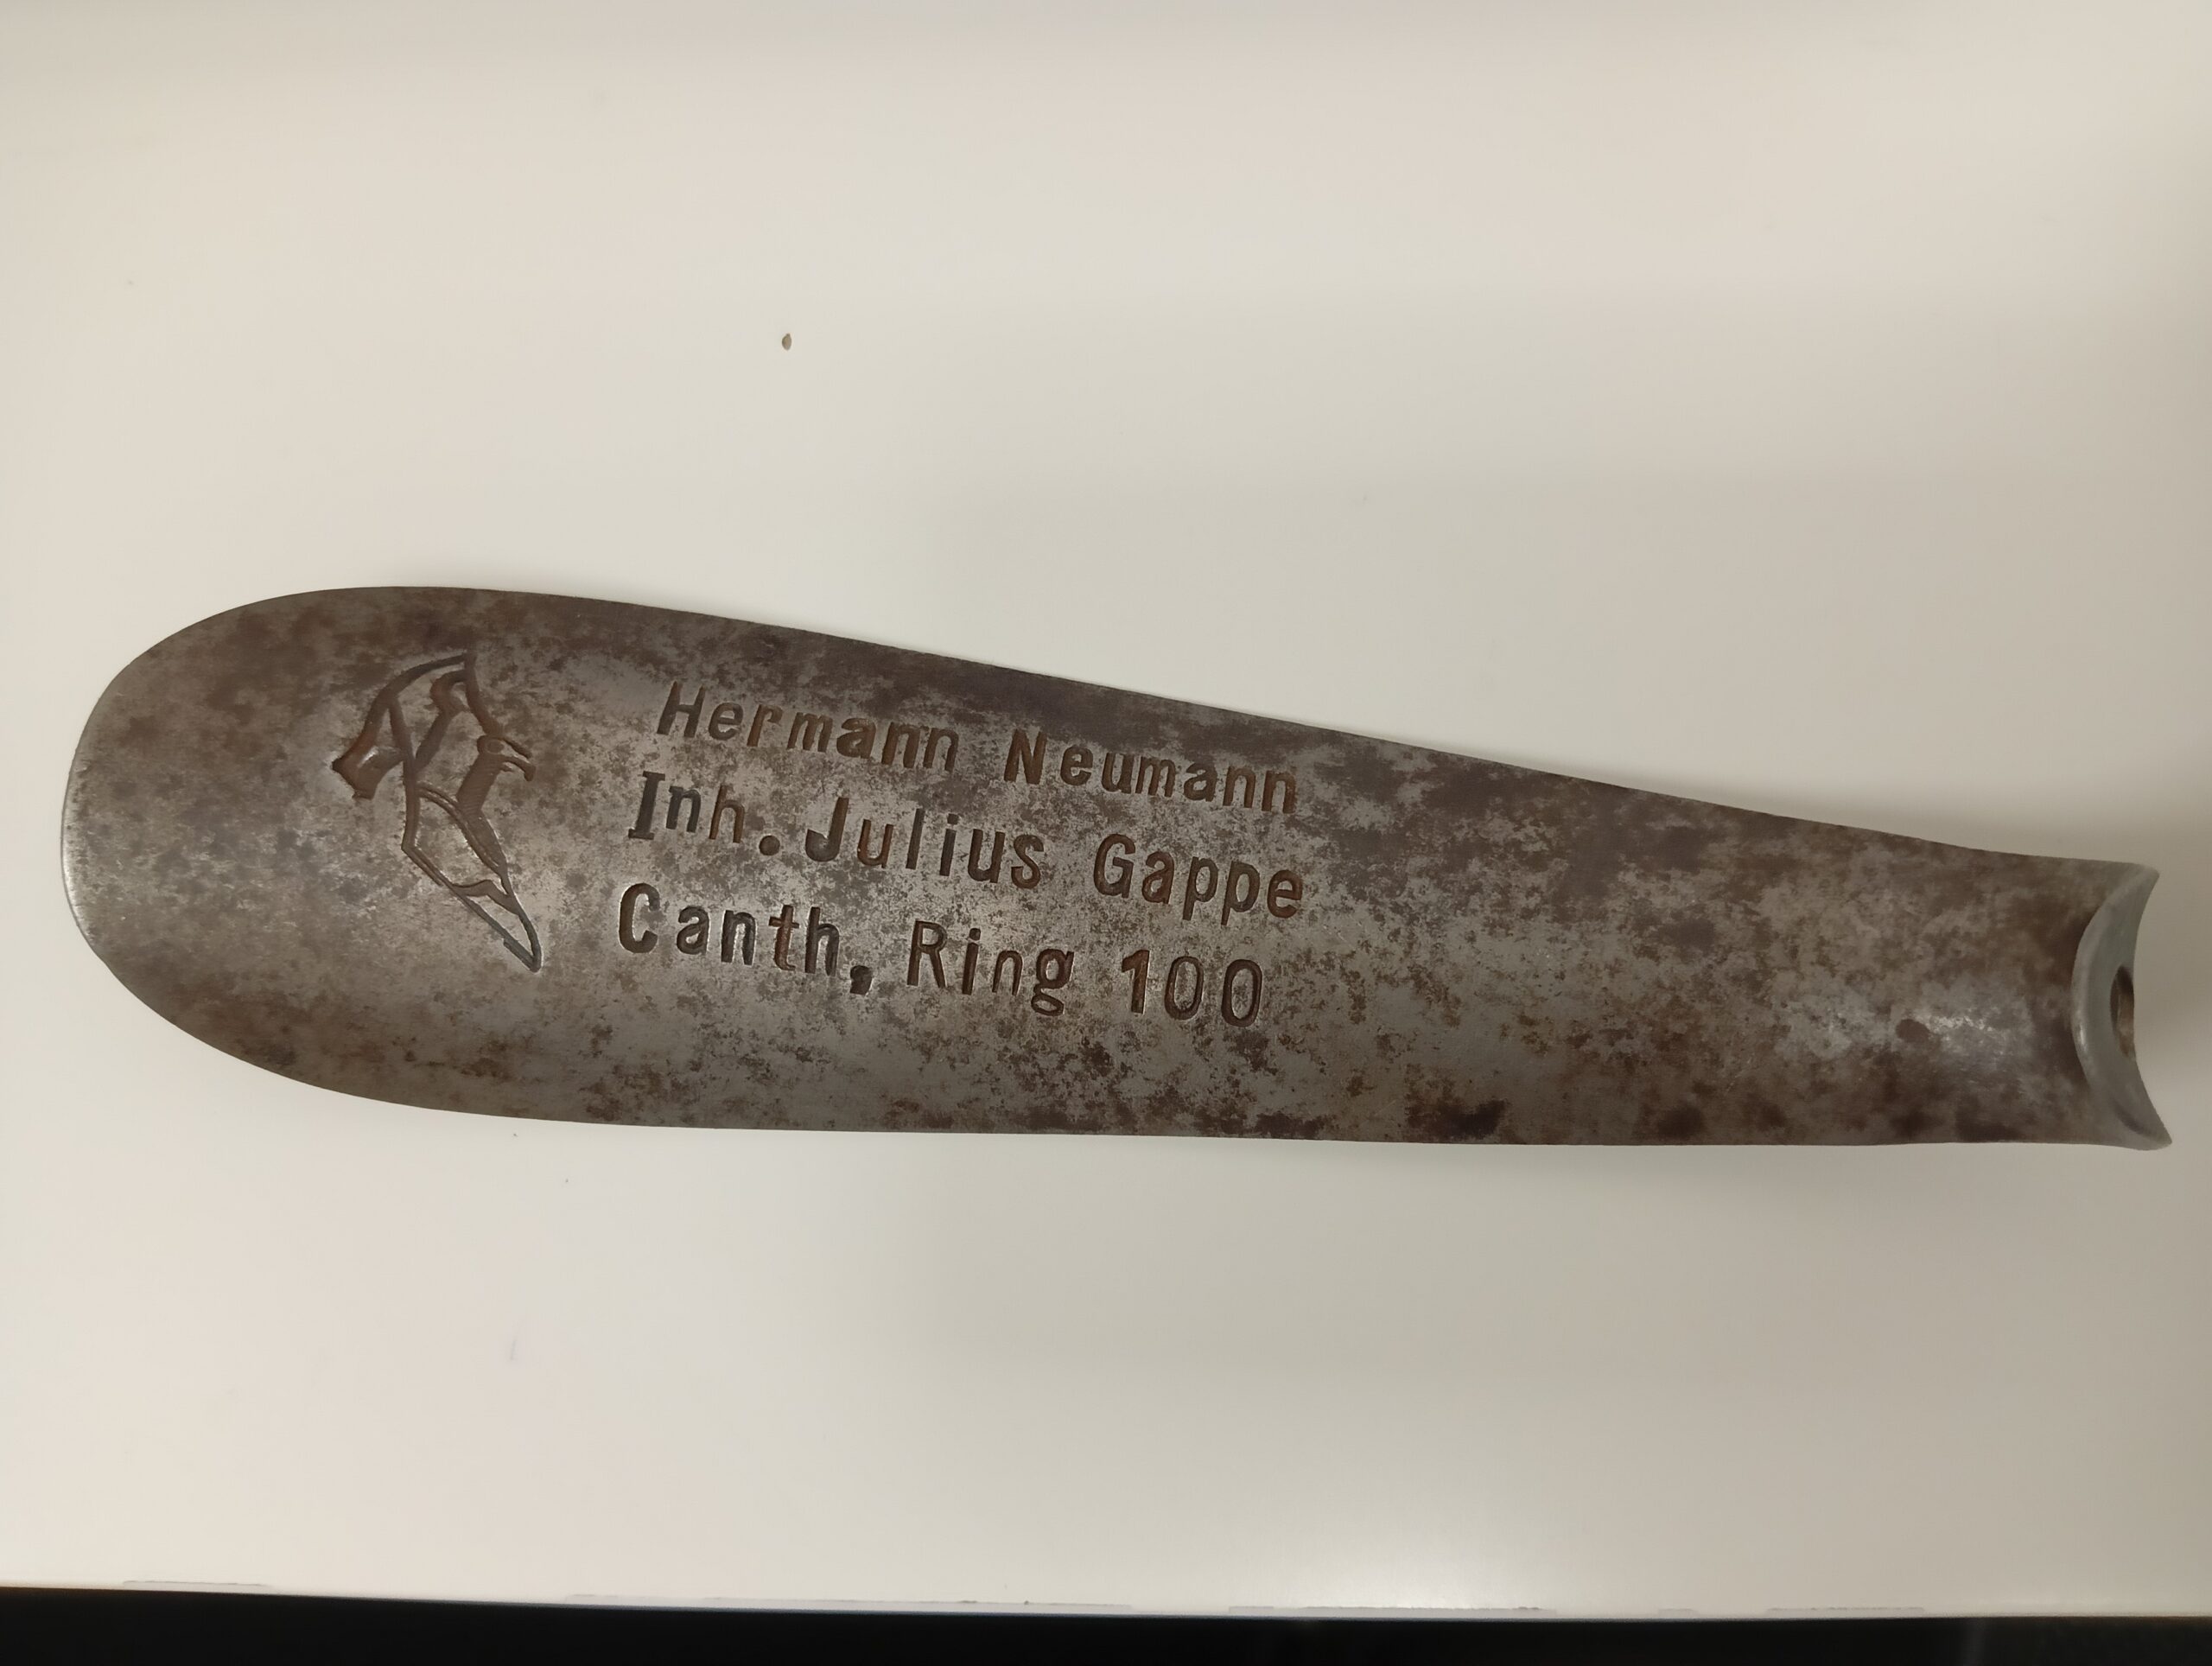 Hermann Neumann
Inh. Julius Gappe
Canth, Ring 100